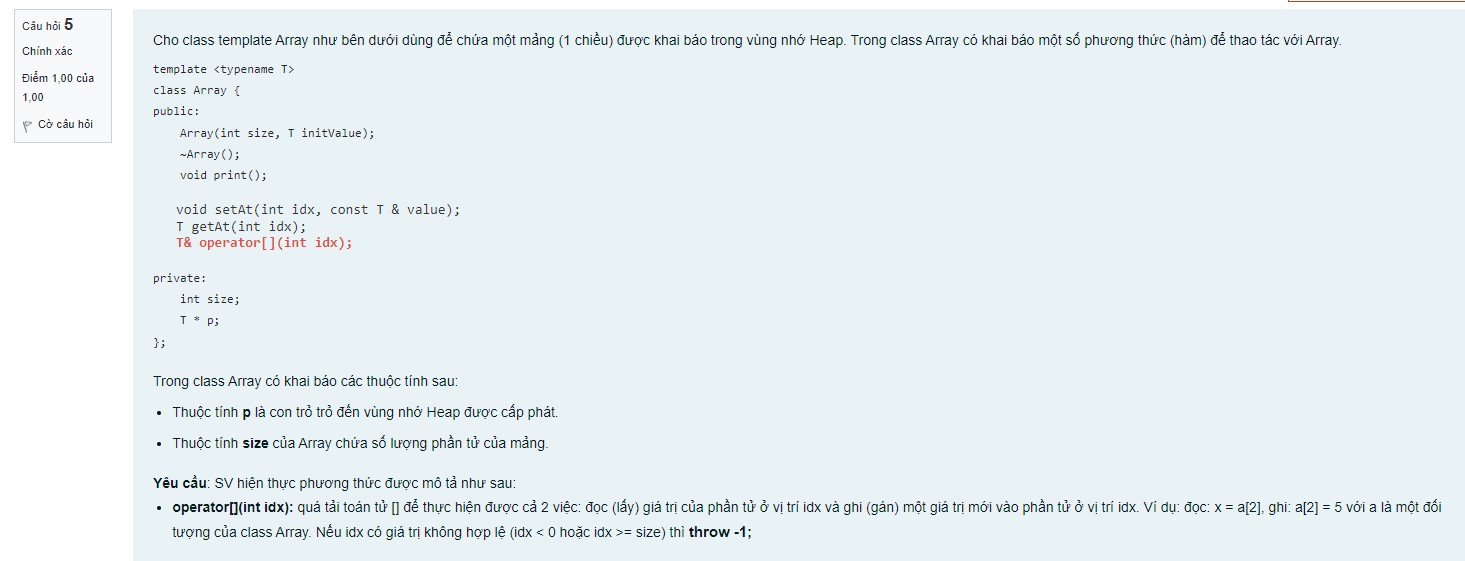 Câu hỏi 5
Chính xác
Điểm 1,00 của
1,00
Cờ câu hỏi
Cho class template Array như bên dưới dùng để chứa một mảng (1 chiều) được khai báo trong vùng nhớ Heap. Trong class Array có khai báo một số phương thức (hàm) để thao tác với Array.
template <typename T>
class Array {
public:
    Array(int size, T initValue);
    ~Array();
    void print();
    void setAt(int idx, const T & value);
    T getAt(int idx);
    T& operator[](int idx);
private:
    int size;
    T * p;
};
Trong class Array có khai báo các thuộc tính sau:
• Thuộc tính p là con trỏ trỏ đến vùng nhớ Heap được cấp phát.
• Thuộc tính size của Array chứa số lượng phần tử của mảng.
Yêu cầu: SV hiện thực phương thức được mô tả như sau:
• operator[](int idx): quá tải toán tử [] để thực hiện được cả 2 việc: đọc (lấy) giá trị của phần tử ở vị trí idx và ghi (gán) một giá trị mới vào phần tử ở vị trí idx. Ví dụ: đọc: x = a[2], ghi: a[2] = 5 với a là một đối
tượng của class Array. Nếu idx có giá trị không hợp lệ (idx < 0 hoặc idx >= size) thì throw -1;